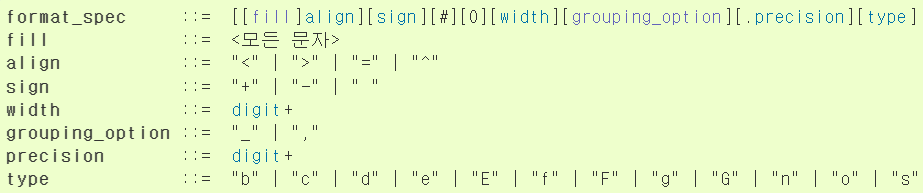 format_spec ::= [[fill]align][sign][#][0][width][grouping_option][.precision][type]
fill ::= <모든 문자>
align ::= "<" | ">" | "=" | "^"
sign ::= "+" | "-" | " "
width ::= digit+
grouping_option ::= "_" | ","
precision ::= digit+
type ::= "b" | "c" | "d" | "e" | "E" | "f" | "F" | "g" | "G" | "n" | "o" | "s"